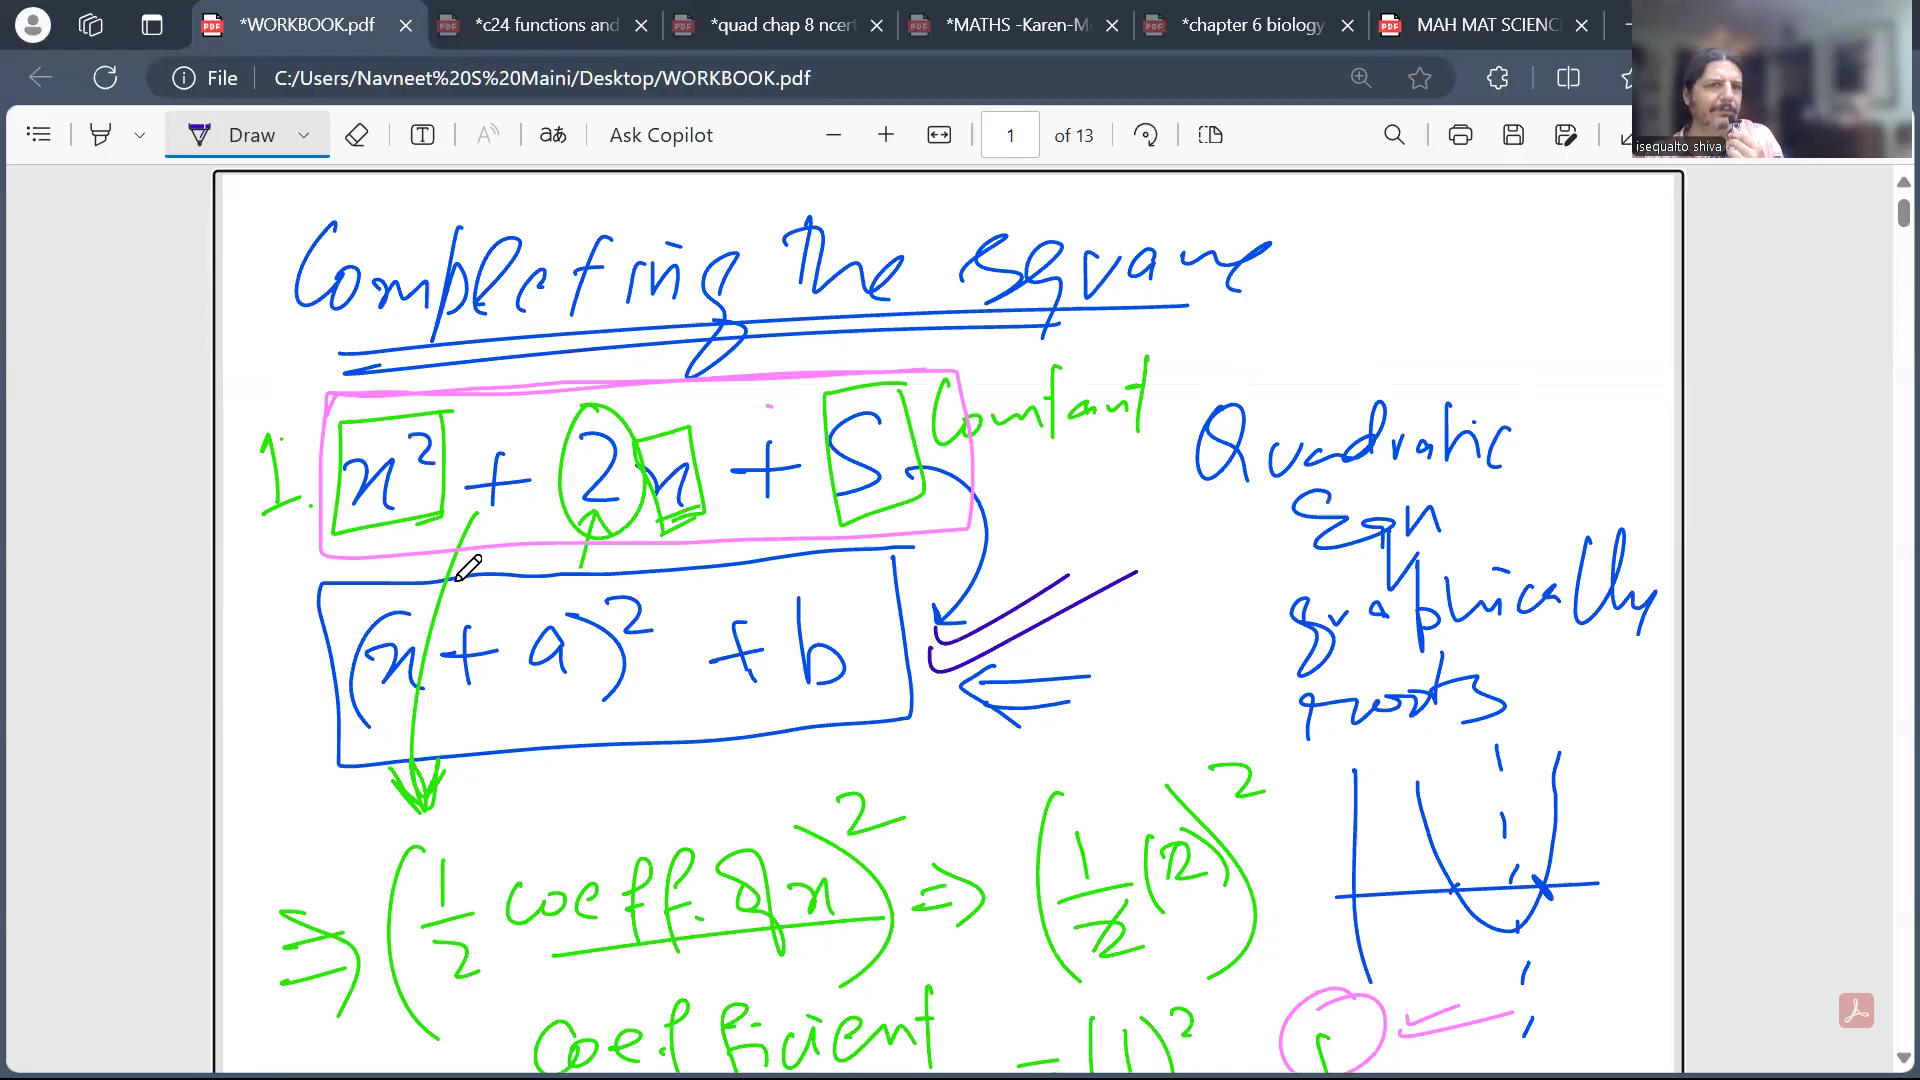 *WORKBOOK.pdf
*c24 functions and
*quad chap 8 ncert
*MATHS -Karen-Mo
*chapter 6 biology
MAH MAT SCIENC
File
C:/Users/Navneet%20S%20Maini/Desktop/WORKBOOK.pdf
isequalto shiva
Draw
Ask Copilot
1 of 13
Completing the square
1. x² + 2x + 5
Constant
(x + a)² + b
Quadratic
Eqn
graphically
roots
⇒ (1/2 coeff. of x)² ⇒ (1/2 (2))²
Coefficient = (1)² 1